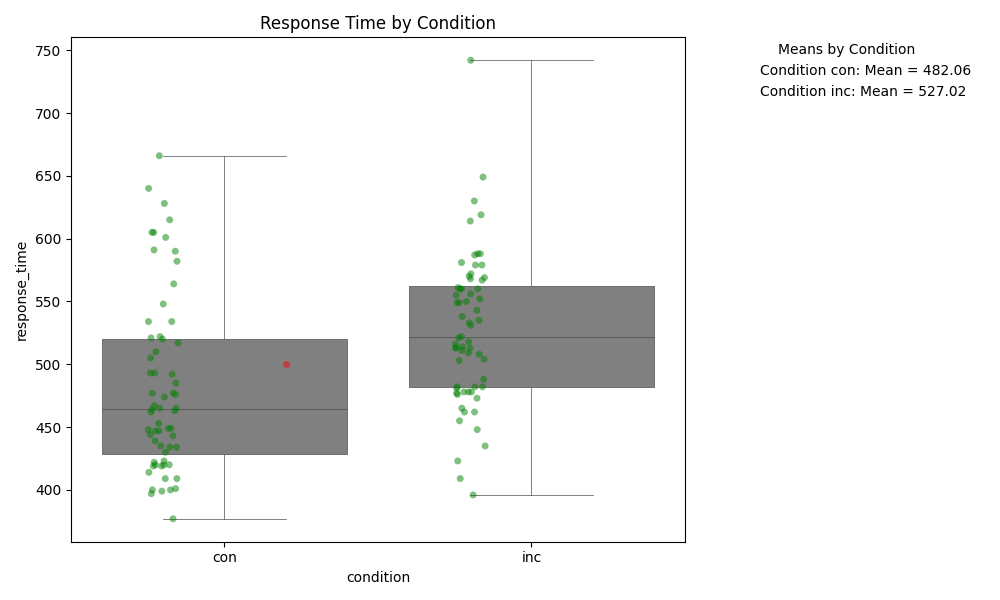 Response Time by Condition
Means by Condition
Condition con: Mean = 482.06
Condition inc: Mean = 527.02
750
700
650
600
550
500
450
400
response_time
con
inc
condition